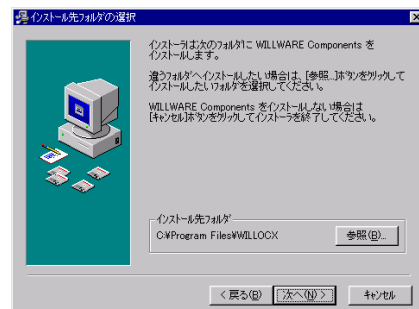 インストール先フォルダの選択
インストーラは次のフォルダに WILLWARE Components を
インストールします。
違うフォルダへインストールしたい場合は、[参照...]ボタンをクリックして
インストールしたいフォルダを選択してください。
WILLWARE Components をインストールしない場合は
[キャンセル]ボタンをクリックしてインストーラを終了してください。
インストール先フォルダ
C:¥Program Files¥WILLOCX
参照(B)...
< 戻る(B)
次へ(N) >
キャンセル